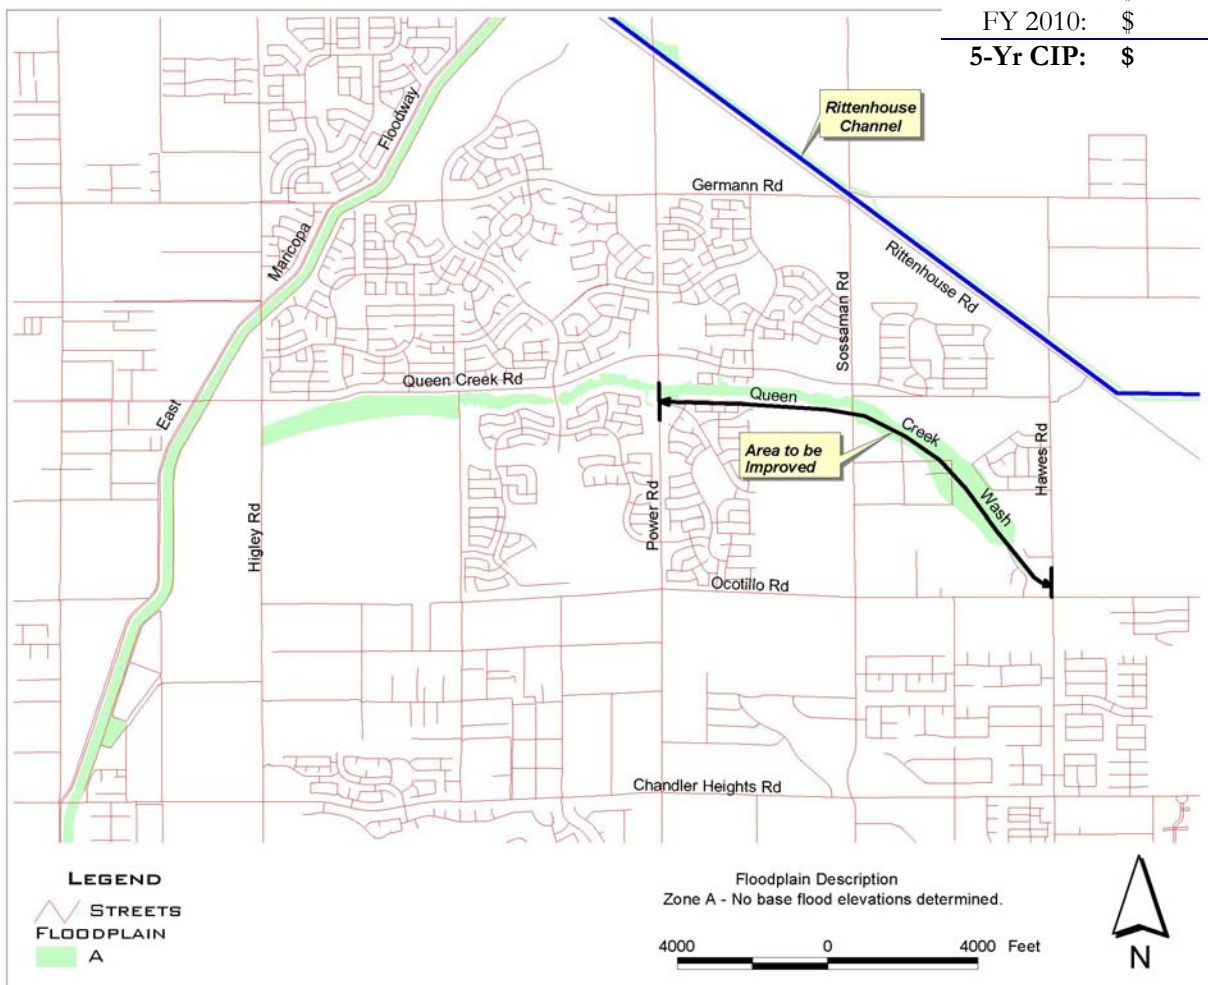 FY 2010: $
5-Yr CIP: $
Rittenhouse
Channel
Floodway
Germann Rd
Maricopa
Rittenhouse Rd
Sossaman Rd
Queen Creek Rd
Queen
East
Creek
Area to be
Improved
Hawes Rd
Wash
Higley Rd
Power Rd
Ocotillo Rd
Chandler Heights Rd
LEGEND
STREETS
FLOODPLAIN
A
Floodplain Description
Zone A - No base flood elevations determined.
4000 0 4000 Feet
N